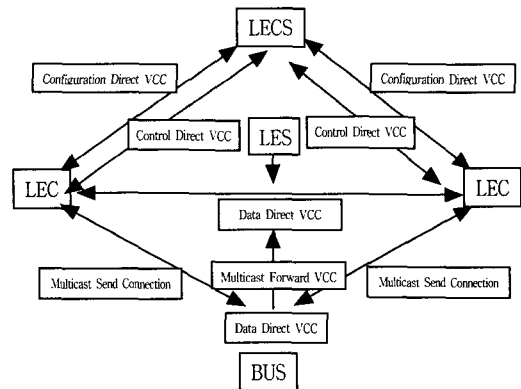 LECS
Configuration Direct VCC
Configuration Direct VCC
Control Direct VCC
LES
Control Direct VCC
LEC
LEC
Data Direct VCC
Multicast Send Connection
Multicast Forward VCC
Multicast Send Connection
Data Direct VCC
BUS